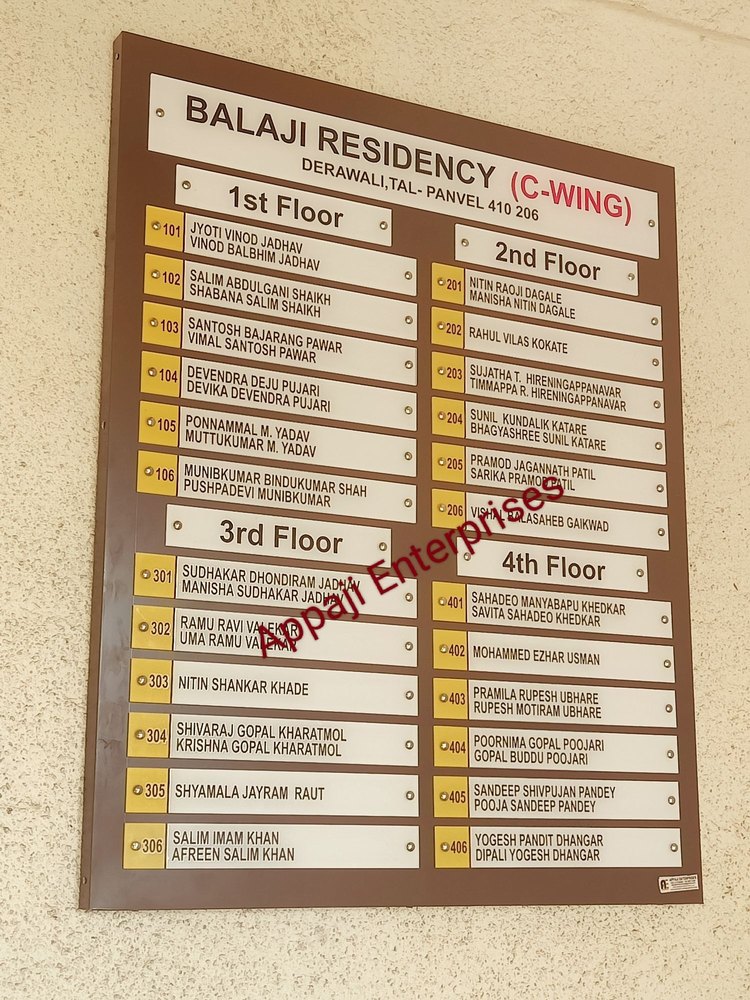 BALAJI RESIDENCY (C-WING)
DERAWALI,TAL- PANVEL 410 206
1st Floor
101 JYOTI VINOD JADHAV
VINOD BALBHIM JADHAV
102 SALIM ABDULGANI SHAIKH
SHABANA SALIM SHAIKH
103 SANTOSH BAJARANG PAWAR
VIMAL SANTOSH PAWAR
104 DEVENDRA DEJU PUJARI
DEVIKA DEVENDRA PUJARI
105 PONNAMMAL M. YADAV
MUTTUKUMAR M. YADAV
106 MUNIBKUMAR BINDUKUMAR SHAH
PUSHPADEVI MUNIBKUMAR
2nd Floor
201 NITIN RAOJI DAGALE
MANISHA NITIN DAGALE
202 RAHUL VILAS KOKATE
203 SUJATHA T. HIRENINGAPPANAVAR
TIMMAPPA R. HIRENINGAPPANAVAR
204 SUNIL KUNDALIK KATARE
BHAGYASHREE SUNIL KATARE
205 PRAMOD JAGANNATH PATIL
SARIKA PRAMOD PATIL
206 VISHAL BALASAHEB GAIKWAD
3rd Floor
301 SUDHAKAR DHONDIRAM JADHAV
MANISHA SUDHAKAR JADHAV
302 RAMU RAVI VALEKAR
UMA RAMU VALEKAR
303 NITIN SHANKAR KHADE
304 SHIVARAJ GOPAL KHARATMOL
KRISHNA GOPAL KHARATMOL
305 SHYAMALA JAYRAM RAUT
306 SALIM IMAM KHAN
AFREEN SALIM KHAN
4th Floor
401 SAHADEO MANYABAPU KHEDKAR
SAVITA SAHADEO KHEDKAR
402 MOHAMMED EZHAR USMAN
403 PRAMILA RUPESH UBHARE
RUPESH MOTIRAM UBHARE
404 POORNIMA GOPAL POOJARI
GOPAL BUDDU POOJARI
405 SANDEEP SHIVPUJAN PANDEY
POOJA SANDEEP PANDEY
406 YOGESH PANDIT DHANGAR
DIPALI YOGESH DHANGAR
Appaji Enterprises